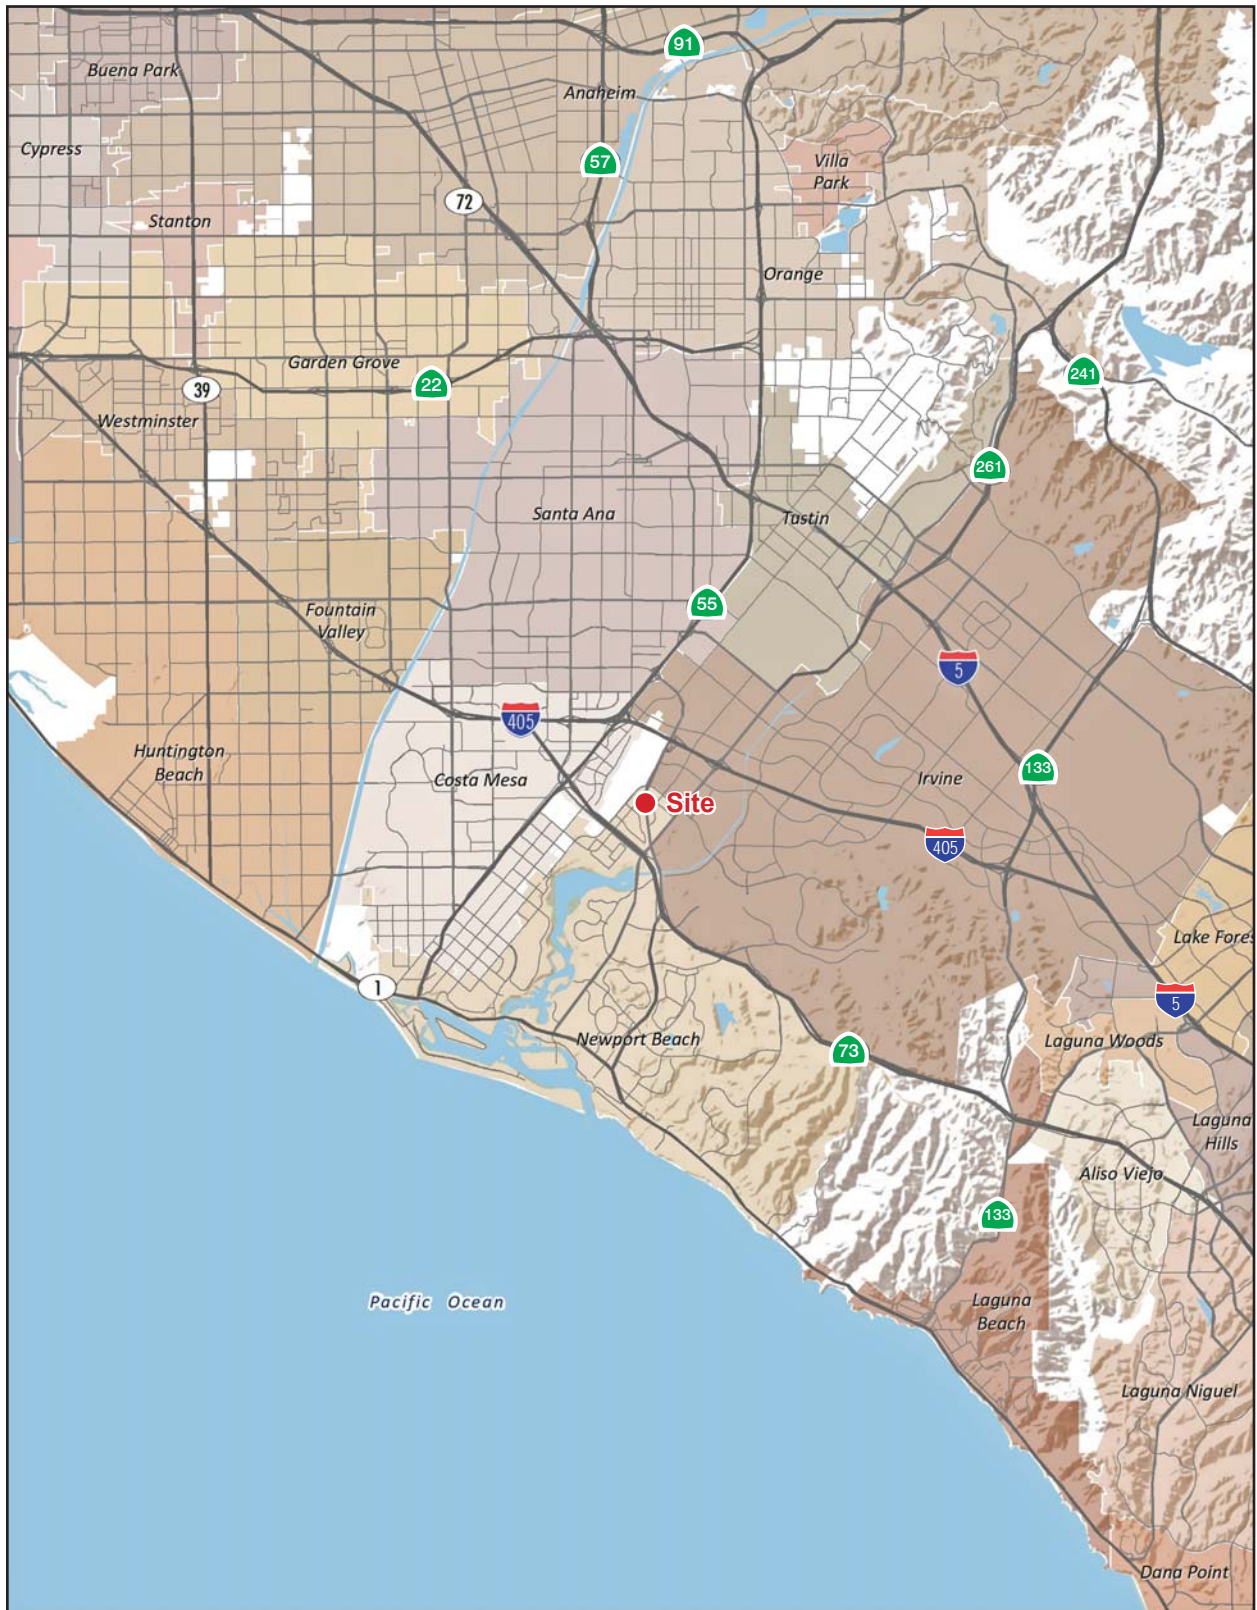 91
Buena Park
Anaheim
Cypress
57
Villa
Park
72
Stanton
Orange
Garden Grove
22
39
241
Westminster
261
Santa Ana
Tustin
55
Fountain
Valley
5
405
Huntington
Beach
Costa Mesa
133
Irvine
Site
405
Lake Fores
1
5
Newport Beach
73
Laguna Woods
Laguna
Hills
Aliso Viejo
133
Pacific Ocean
Laguna
Beach
Laguna Niguel
Dana Point